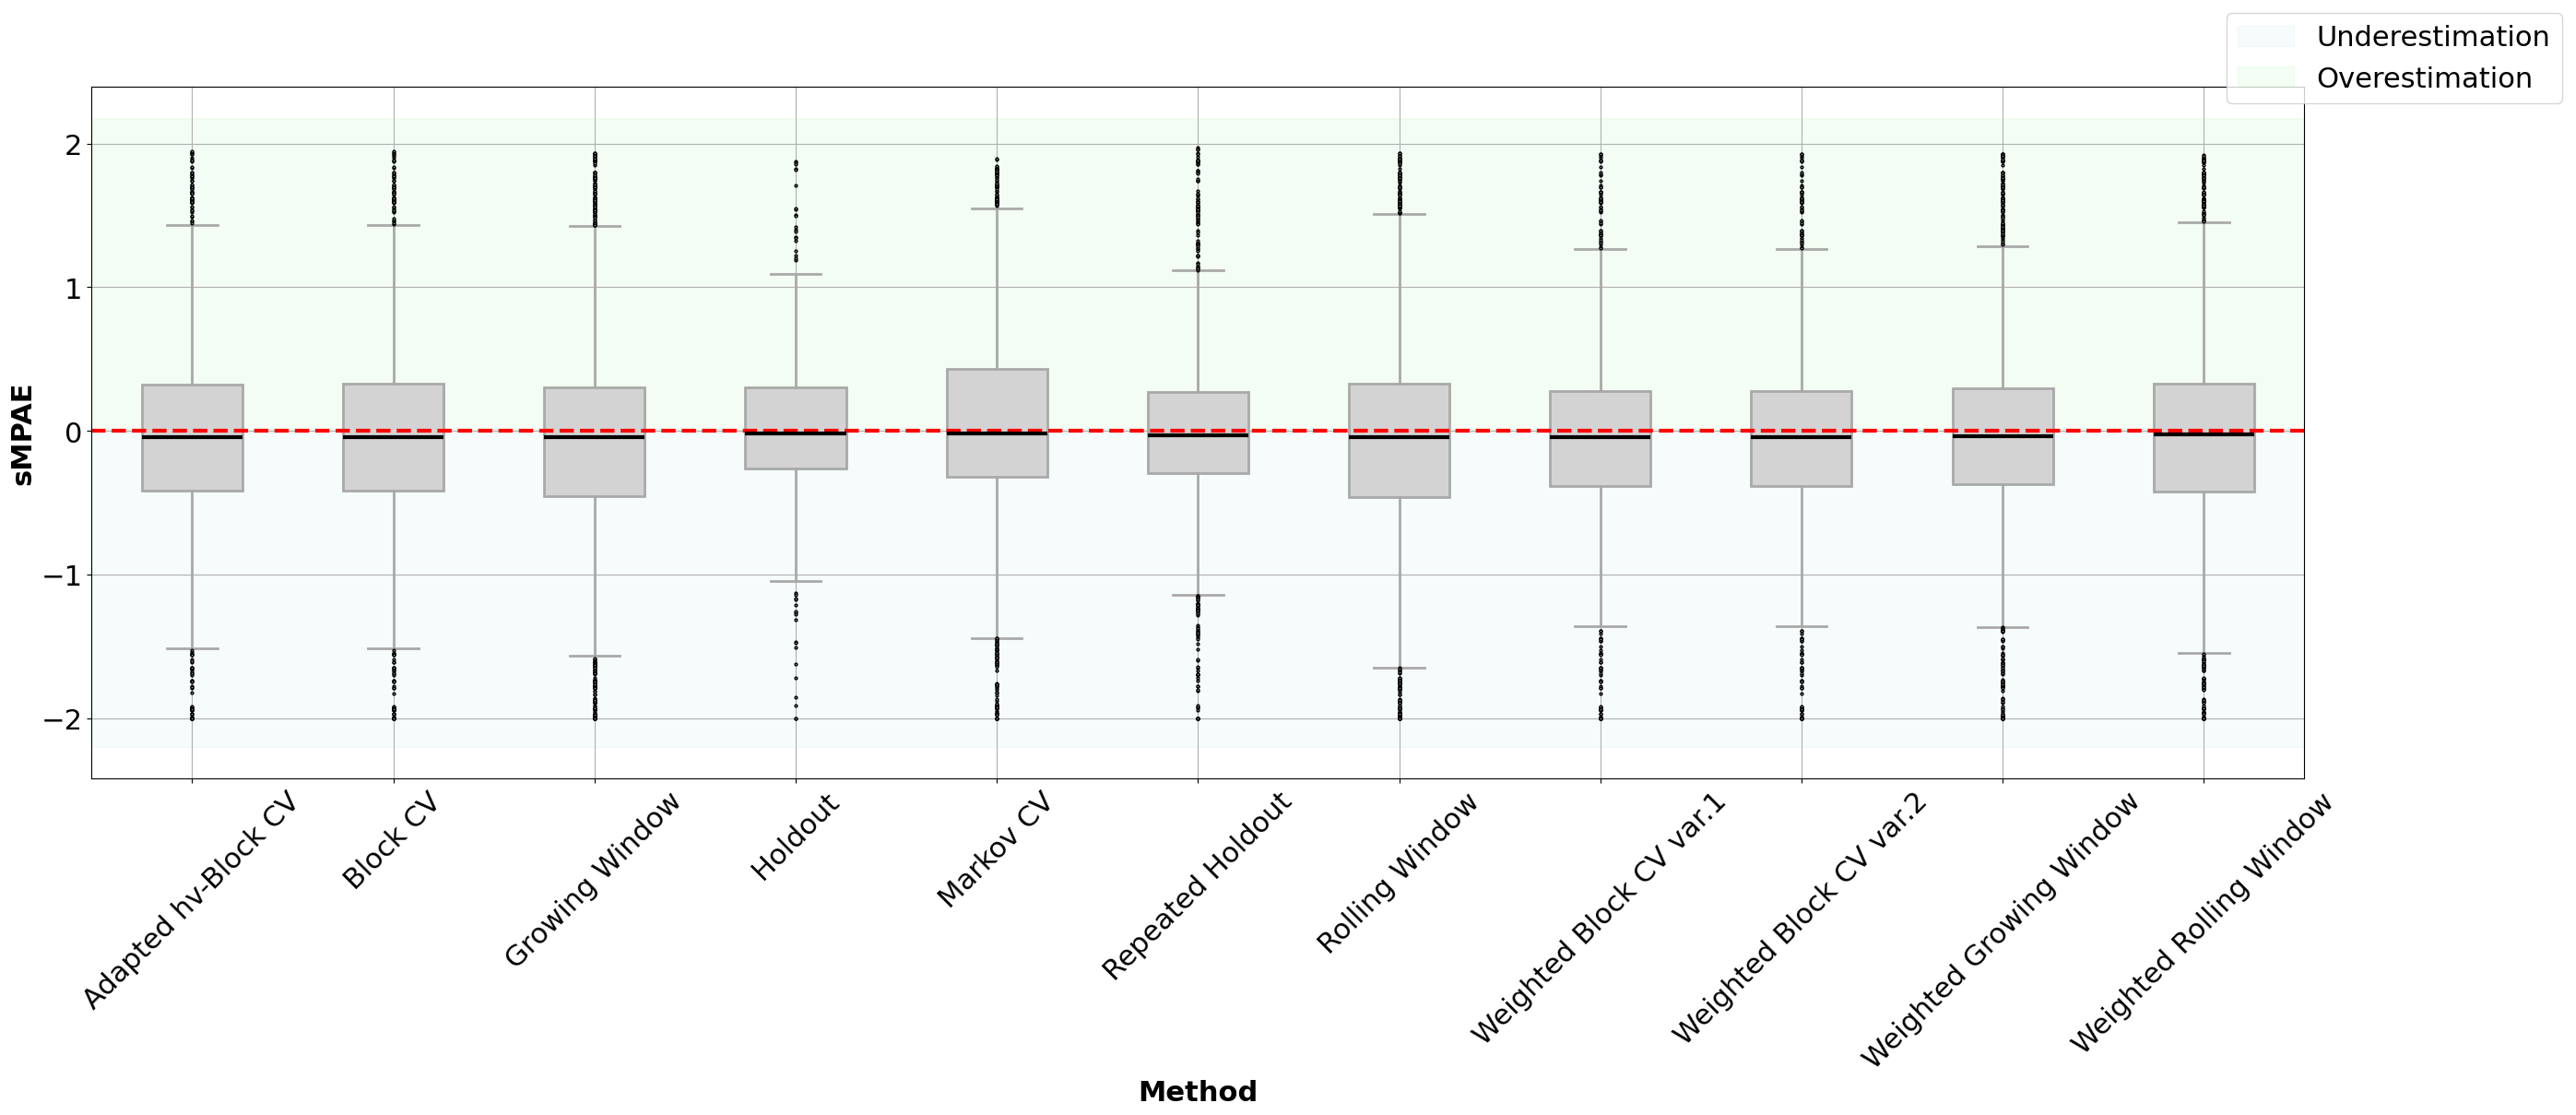 Underestimation
Overestimation
sMPAE
2
1
0
−1
−2
Adapted hv-Block CV
Block CV
Growing Window
Holdout
Markov CV
Repeated Holdout
Rolling Window
Weighted Block CV var.1
Weighted Block CV var.2
Weighted Growing Window
Weighted Rolling Window
Method